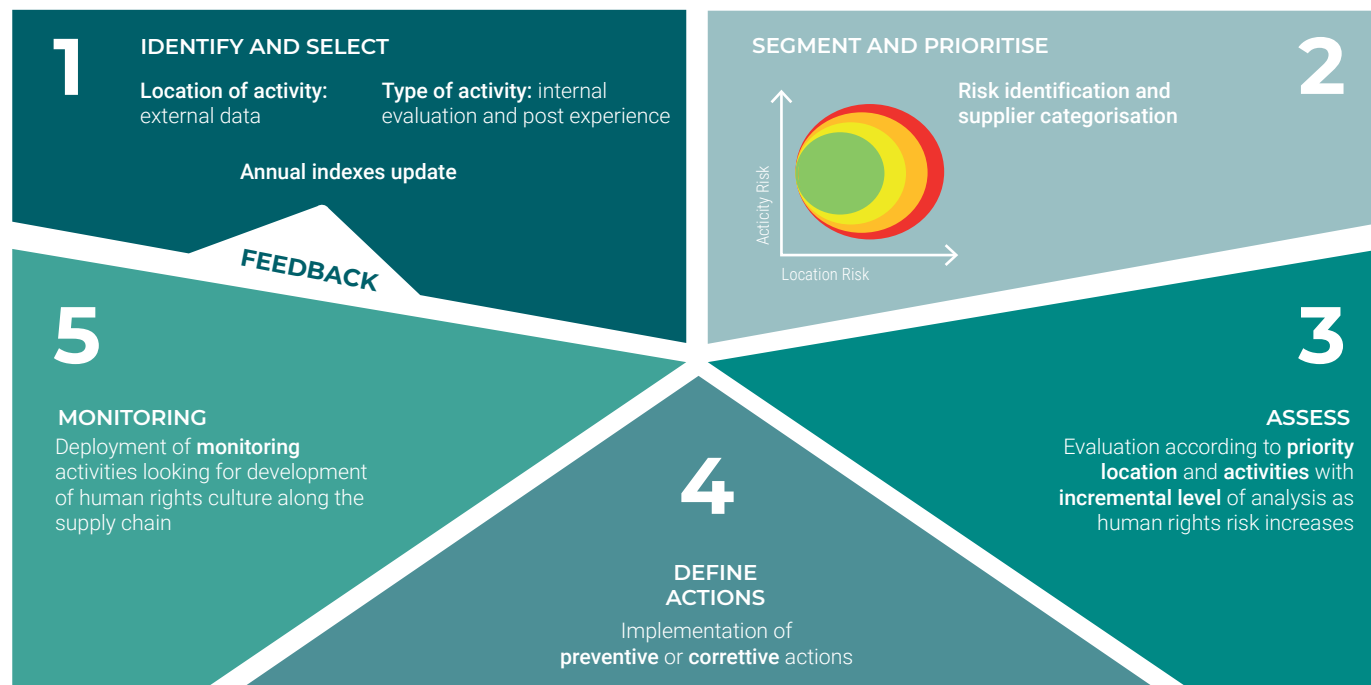 1
IDENTIFY AND SELECT
Location of activity:
external data
Type of activity: internal
evaluation and post experience
Annual indexes update
FEEDBACK
2
SEGMENT AND PRIORITISE
Risk identification and
supplier categorisation
Acticity Risk
Location Risk
3
ASSESS
Evaluation according to priority
location and activities with
incremental level of analysis as
human rights risk increases
4
DEFINE
ACTIONS
Implementation of
preventive or correttive actions
5
MONITORING
Deployment of monitoring
activities looking for development
of human rights culture along the
supply chain